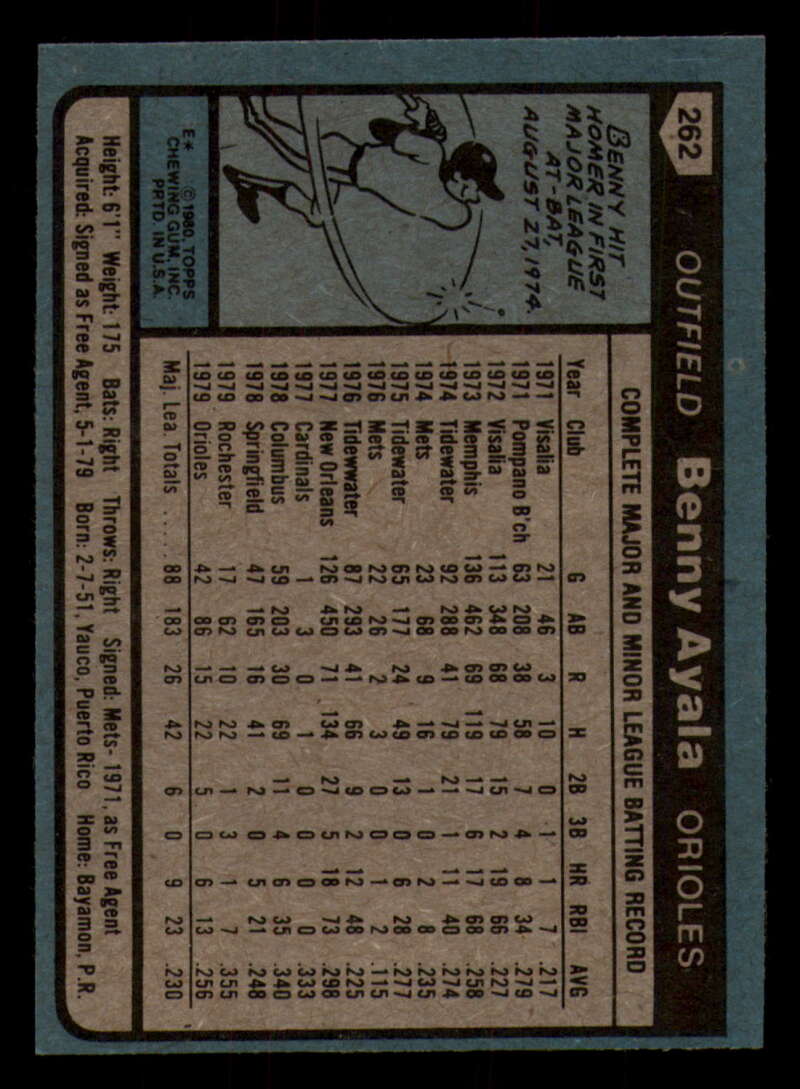 262 OUTFIELD Benny Ayala ORIOLES
BENNY HIT
HOMER IN FIRST
MAJOR LEAGUE
AT-BAT,
AUGUST 27, 1974.
E* © 1980, TOPPS
CHEWING GUM, INC.
PRTD. IN U.S.A.
COMPLETE MAJOR AND MINOR LEAGUE BATTING RECORD
Year Club G AB R H 2B 3B HR RBI AVG
1971 Visalia 21 46 3 10 0 1 1 7 .217
1971 Pompano B'ch 63 208 38 58 7 4 8 34 .279
1972 Visalia 113 348 68 79 15 2 19 66 .227
1973 Memphis 136 462 69 119 17 6 17 68 .258
1974 Tidewater 92 288 41 79 21 1 11 40 .274
1974 Mets 23 68 9 16 1 0 2 8 .235
1975 Tidewater 65 177 24 49 13 0 6 28 .277
1976 Mets 22 26 2 3 0 0 1 2 .115
1976 Tidewwater 87 293 41 66 9 2 12 48 .225
1977 New Orleans 126 450 71 134 27 5 18 73 .298
1977 Cardinals 1 3 0 1 0 0 0 0 .333
1978 Columbus 59 203 30 69 11 4 6 35 .340
1978 Springfield 47 165 16 41 2 0 5 21 .248
1979 Rochester 17 62 10 22 1 3 1 7 .355
1979 Orioles 42 86 15 22 5 0 6 13 .256
Maj. Lea. Totals ..... 88 183 26 42 6 0 9 23 .230
Height: 6'1" Weight: 175 Bats: Right Throws: Right Signed: Mets- 1971, as Free Agent
Acquired: Signed as Free Agent, 5-1-79 Born: 2-7-51, Yauco, Puerto Rico Home: Bayamon, P.R.